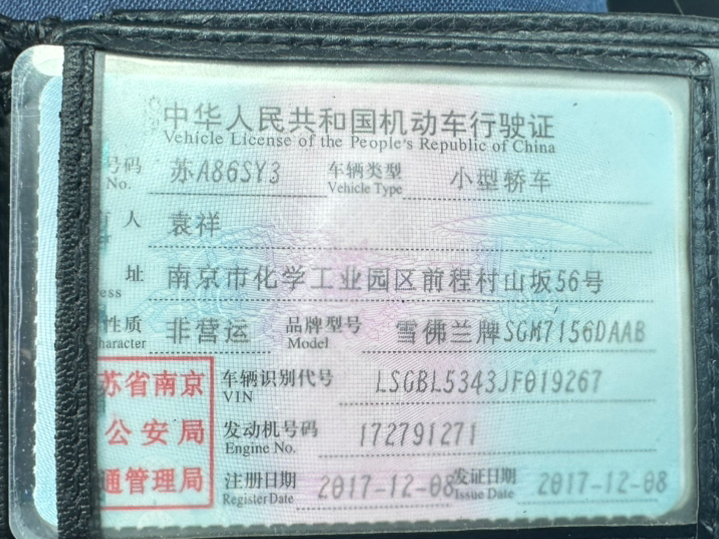 中华人民共和国机动车行驶证
Vehicle License of the People's Republic of China
号码 苏A86SY3 车辆类型 小型轿车
No. Vehicle Type
人 袁祥
址 南京市化学工业园区前程村山坂56号
ess
性质 非营运 品牌型号 雪佛兰牌SGM7156DAAB
haracter Model
苏省南京
公安局
通管理局
车辆识别代号 LSGBL5343JF019267
VIN
发动机号码 172791271
Engine No.
注册日期 2017-12-08 发证日期 2017-12-08
Register Date Issue Date